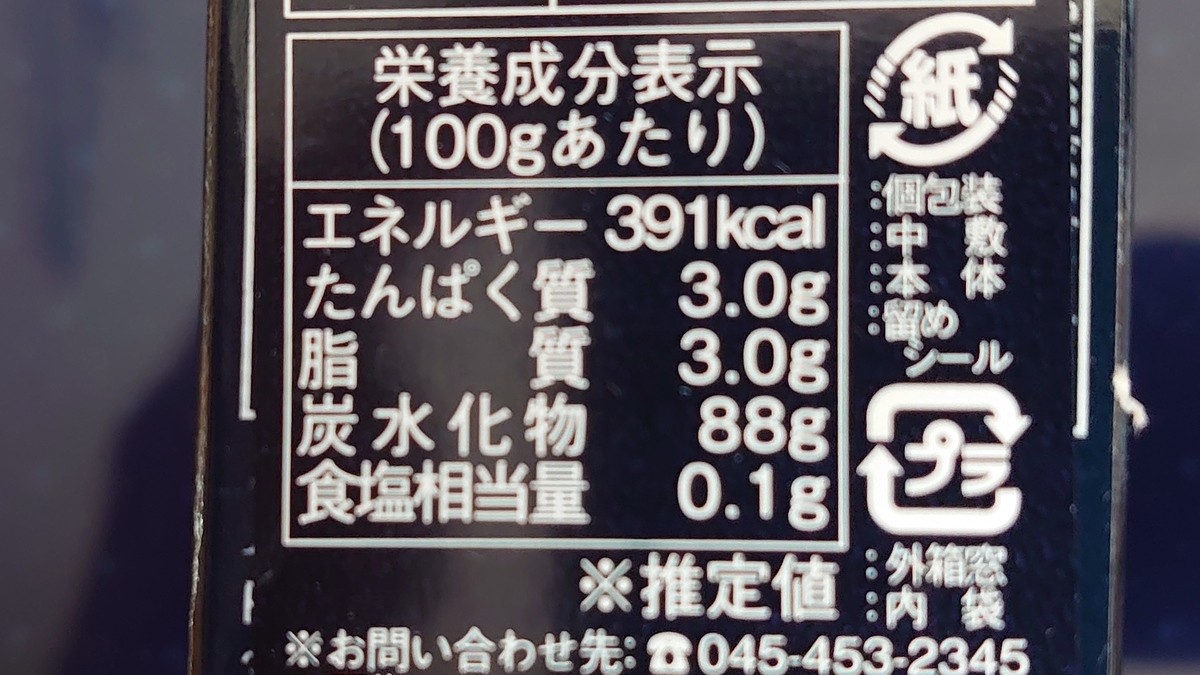 栄養成分表示
(100gあたり)
エネルギー 391kcal
たんぱく質 3.0g
脂質 3.0g
炭水化物 88g
食塩相当量 0.1g
※推定値
※お問い合わせ先:☎045-453-2345
紙
:個包装
:中敷
:本体
:留め
シール
プラ
:外箱窓
:内袋